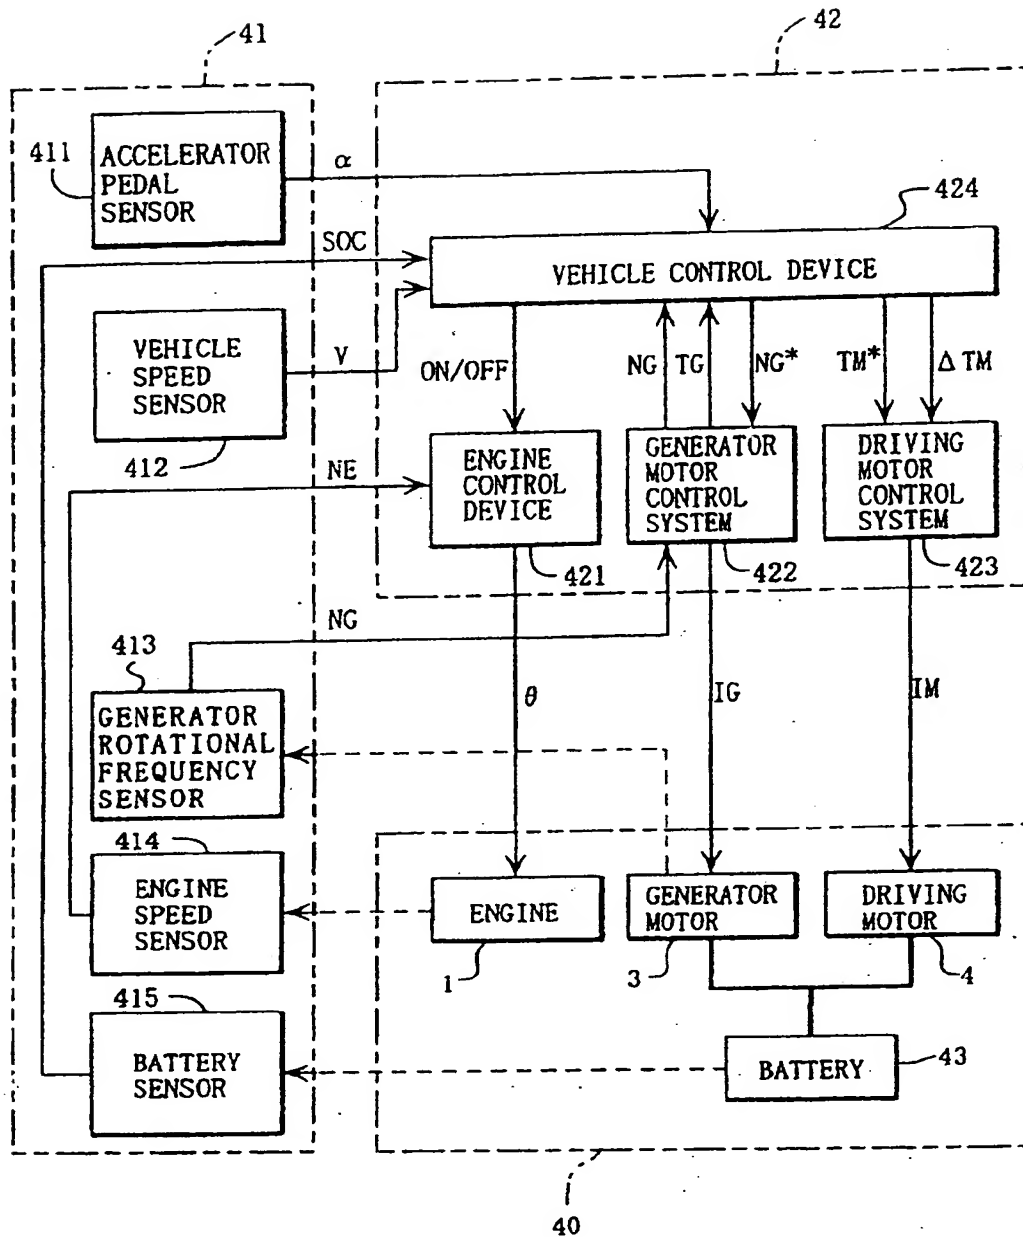 41
42
411
ACCELERATOR
PEDAL
SENSOR
α
424
SOC
VEHICLE CONTROL DEVICE
VEHICLE
SPEED
SENSOR
412
V
ON/OFF
NG
TG
NG*
TM*
Δ TM
NE
ENGINE
CONTROL
DEVICE
421
GENERATOR
MOTOR
CONTROL
SYSTEM
422
DRIVING
MOTOR
CONTROL
SYSTEM
423
NG
413
GENERATOR
ROTATIONAL
FREQUENCY
SENSOR
θ
IG
IM
414
ENGINE
SPEED
SENSOR
ENGINE
1
GENERATOR
MOTOR
3
DRIVING
MOTOR
4
415
BATTERY
SENSOR
BATTERY
43
40